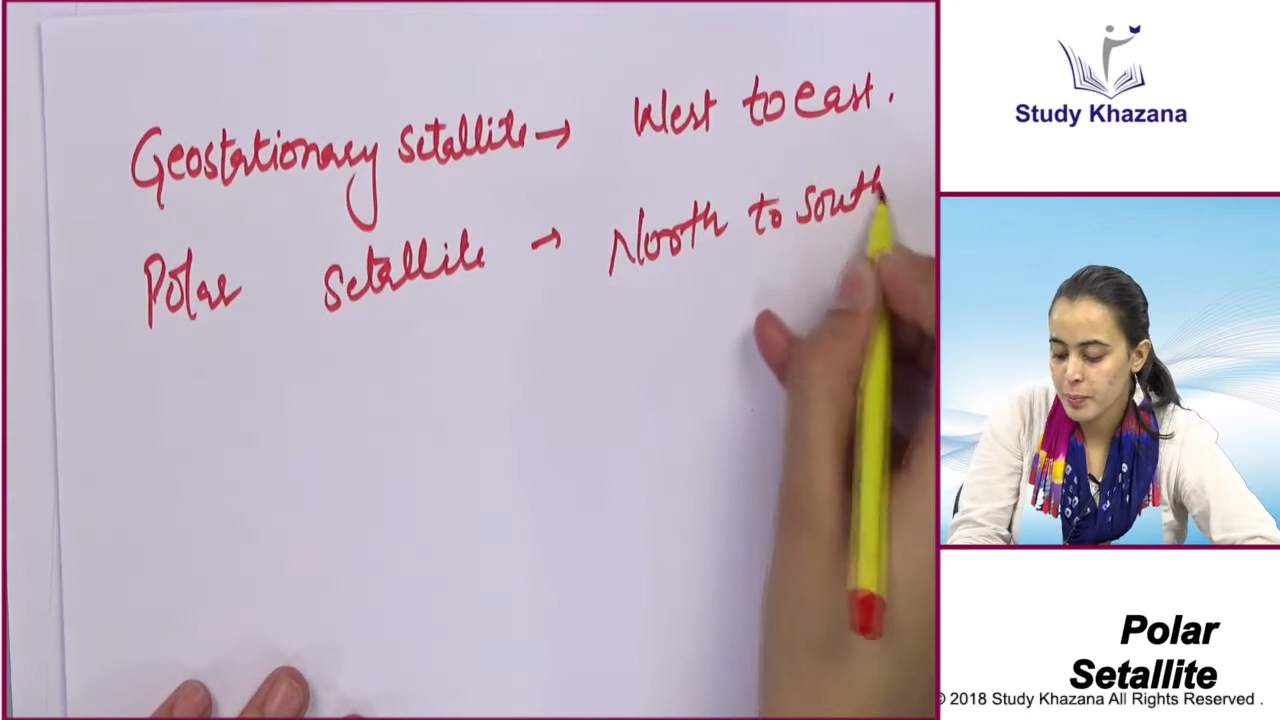 Geostationary setallite → West to east.
Polar setallite → North to south
Study Khazana
Polar
Setallite
© 2018 Study Khazana All Rights Reserved .